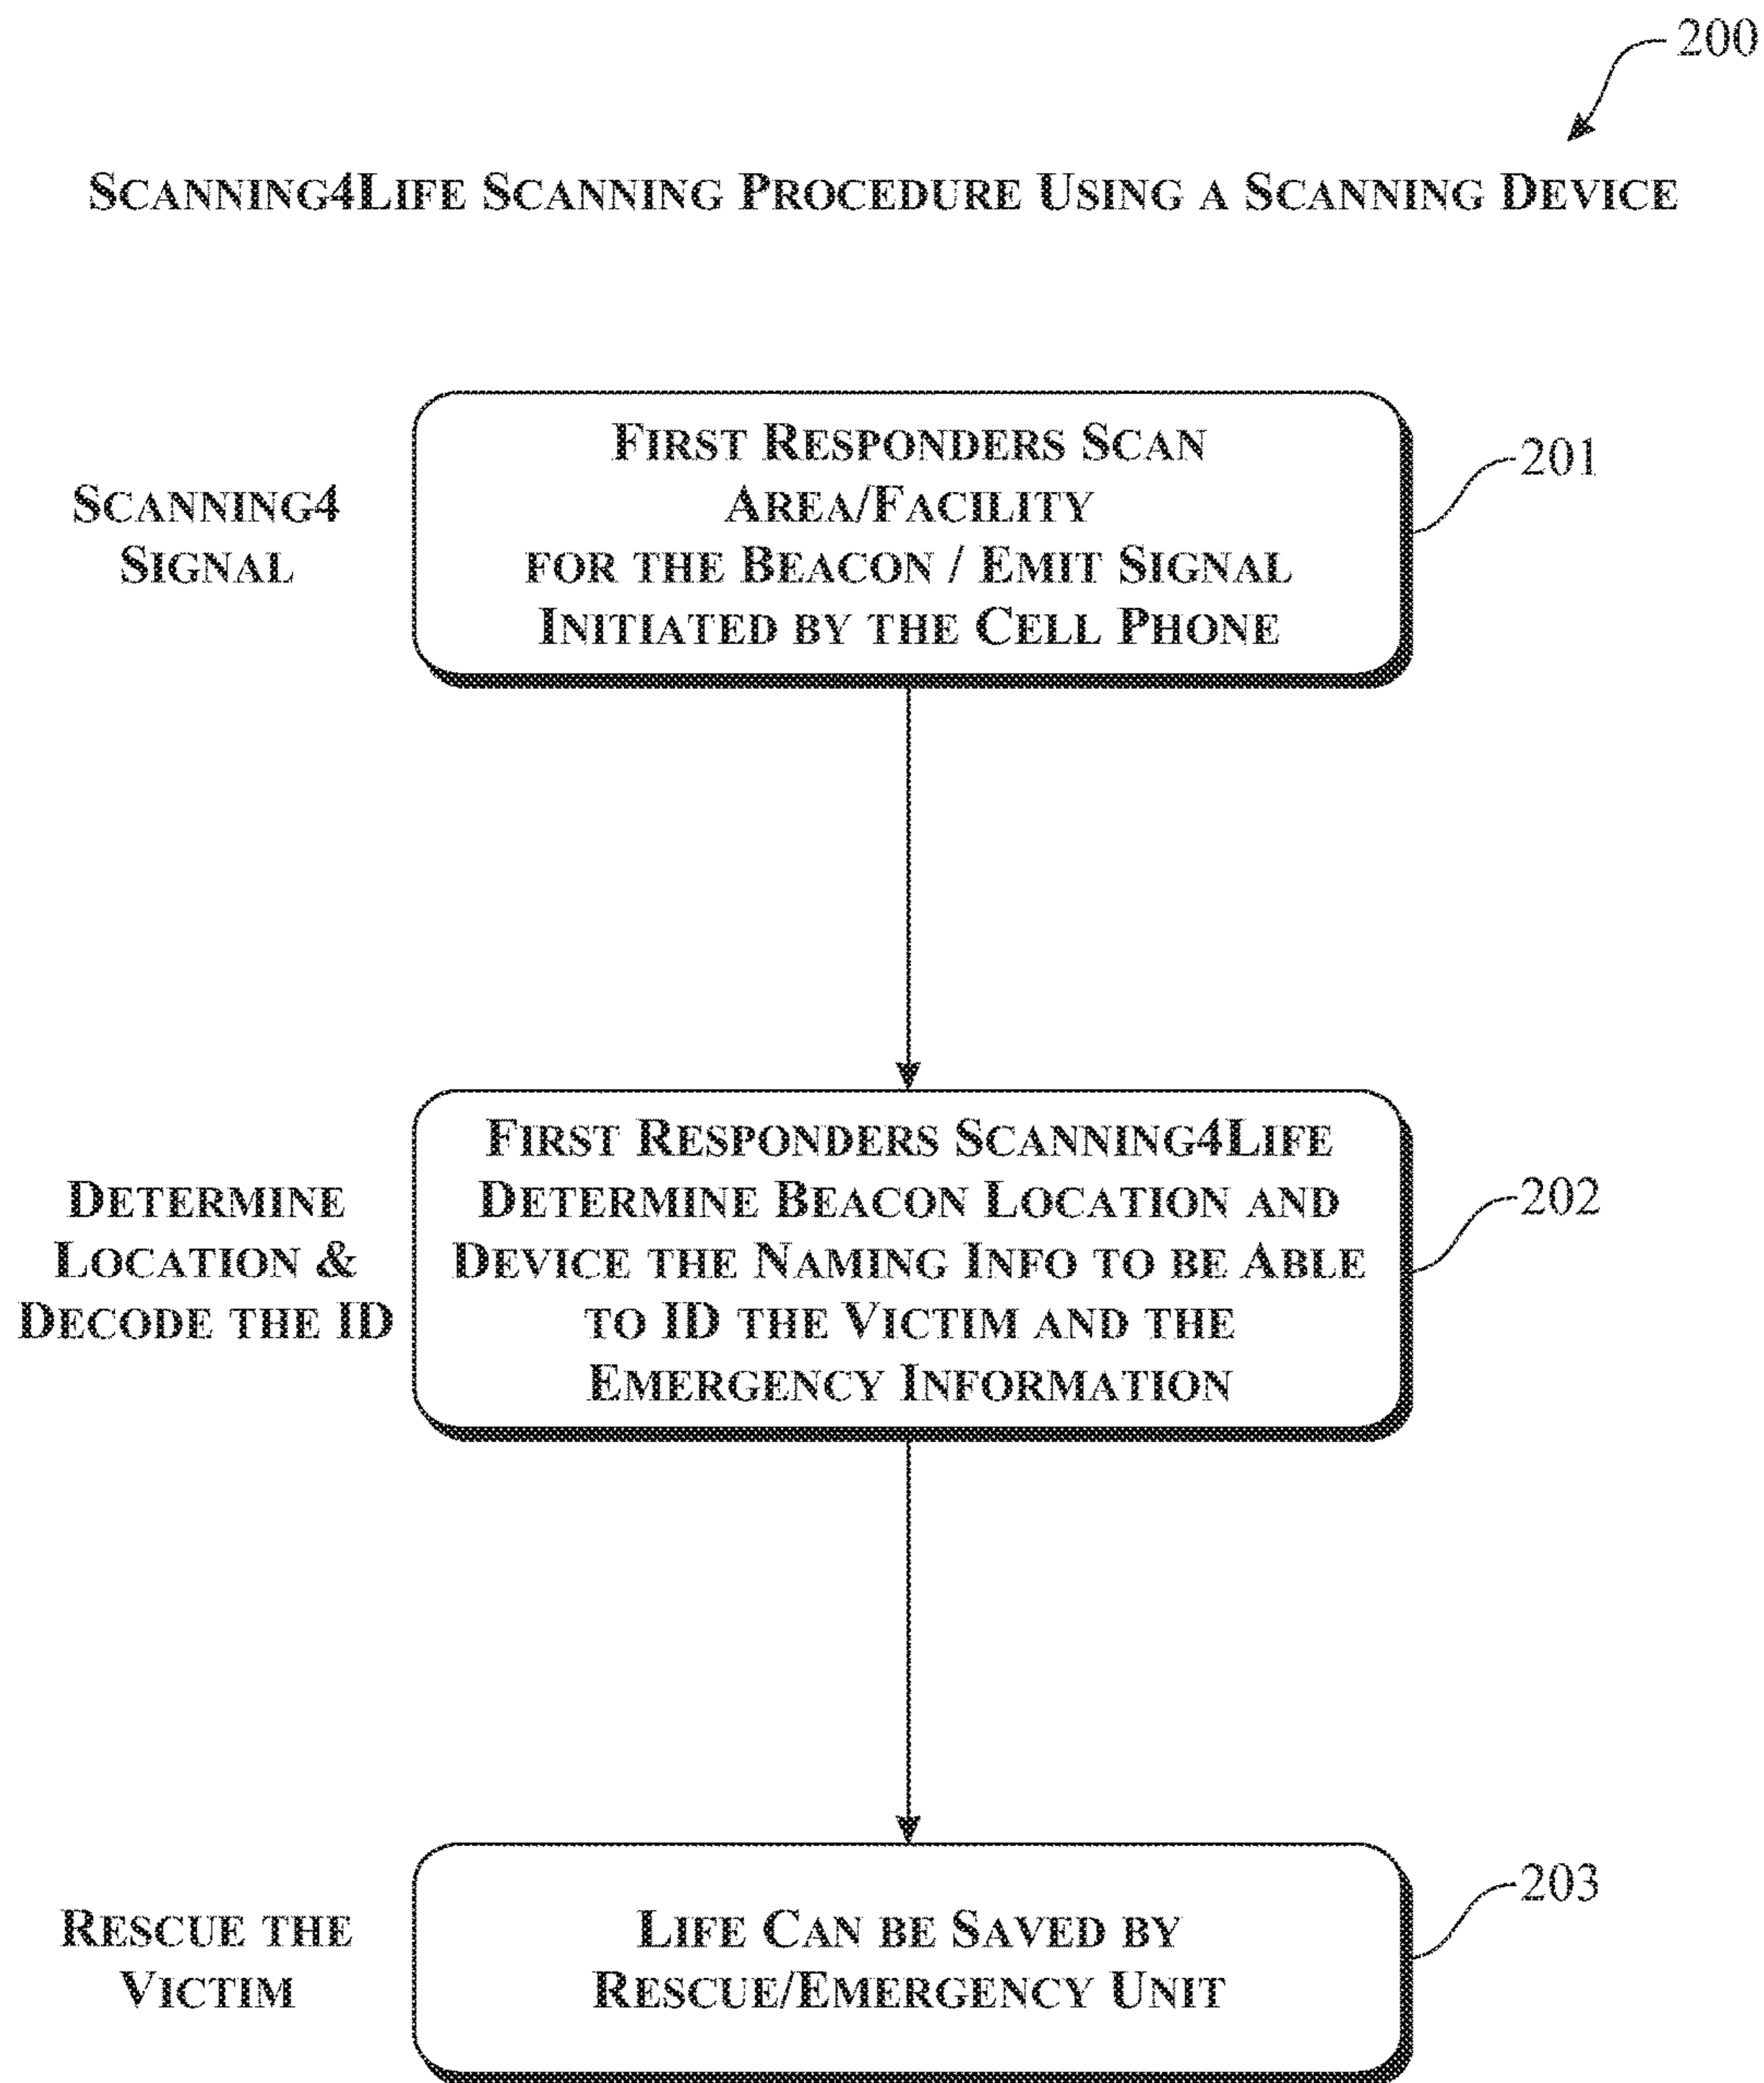 200
Scanning4Life Scanning Procedure Using a Scanning Device
Scanning4
Signal
First Responders Scan
Area/Facility
for the Beacon / Emit Signal
Initiated by the Cell Phone
201
Determine
Location &
Decode the ID
First Responders Scanning4Life
Determine Beacon Location and
Device the Naming Info to be Able
to ID the Victim and the
Emergency Information
202
Rescue the
Victim
Life Can be Saved by
Rescue/Emergency Unit
203